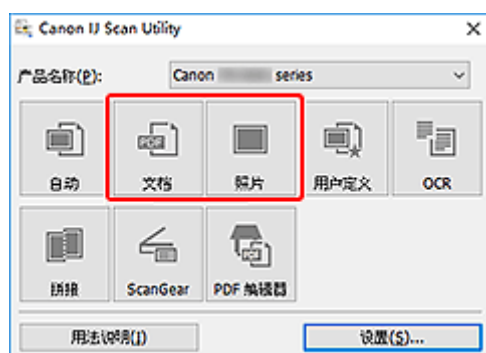 Canon IJ Scan Utility
产品名称(P): Canon series
自动 文档 照片 用户定义 OCR
PDF
拼接 ScanGear PDF 编辑器
用法说明(I) 设置(S)...